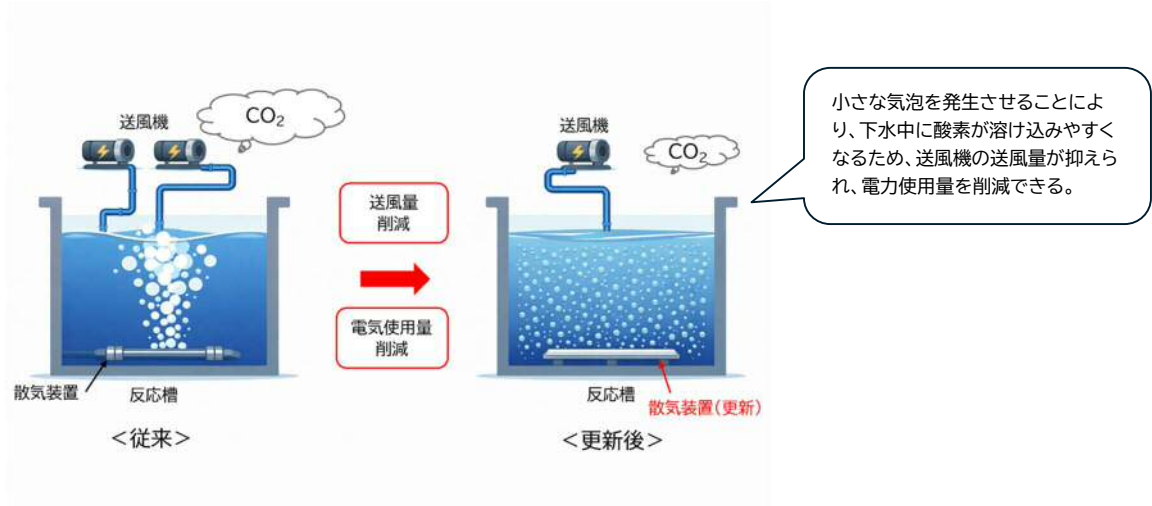 送風機
CO₂
散気装置
反応槽
＜従来＞
送風量
削減
電気使用量
削減
送風機
CO₂
反応槽
散気装置（更新）
＜更新後＞
小さな気泡を発生させることによ
り、下水中に酸素が溶け込みやすく
なるため、送風機の送風量が抑えら
れ、電力使用量を削減できる。